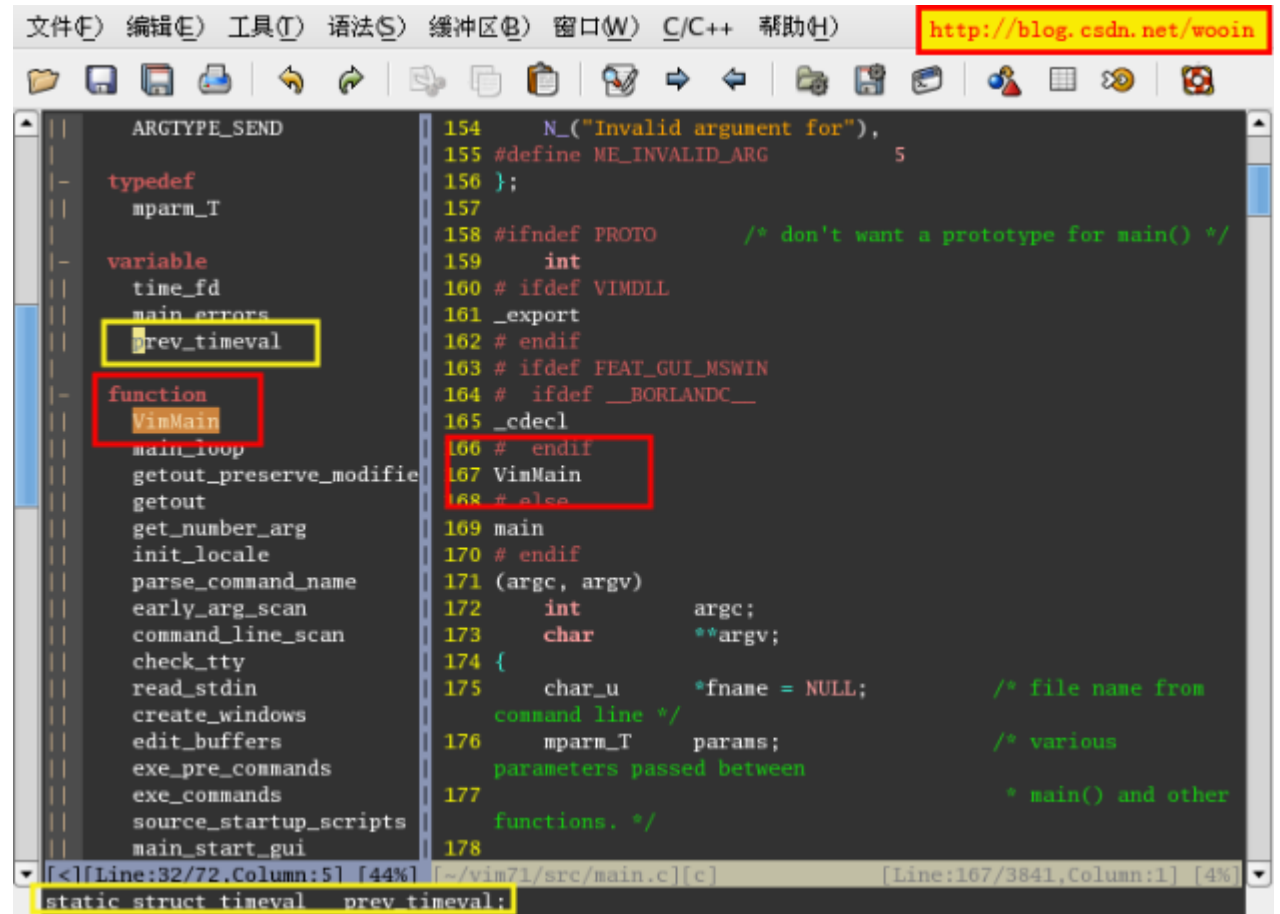 文件(F) 编辑(E) 工具(T) 语法(S) 缓冲区(B) 窗口(W) C/C++ 帮助(H)
http://blog.csdn.net/wooin
ARGTYPE_SEND
typedef
mparm_T
variable
time_fd
main_errors
prev_timeval
function
VimMain
main_loop
getout_preserve_modifie
getout
get_number_arg
init_locale
parse_command_name
early_arg_scan
command_line_scan
check_tty
read_stdin
create_windows
edit_buffers
exe_pre_commands
exe_commands
source_startup_scripts
main_start_gui
[<][Line:32/72,Column:5] [44%]
154 N_("Invalid argument for"),
155 #define ME_INVALID_ARG 5
156 };
157
158 #ifndef PROTO /* don't want a prototype for main() */
159 int
160 # ifdef VIMDLL
161 _export
162 # endif
163 # ifdef FEAT_GUI_MSWIN
164 # ifdef __BORLANDC__
165 _cdecl
166 # endif
167 VimMain
168 # else
169 main
170 # endif
171 (argc, argv)
172 int argc;
173 char **argv;
174 {
175 char_u *fname = NULL; /* file name from
command line */
176 mparm_T params; /* various
parameters passed between
177 * main() and other
functions. */
178
[~/vim71/src/main.c][c] [Line:167/3841,Column:1] [4%]
static struct timeval prev_timeval;